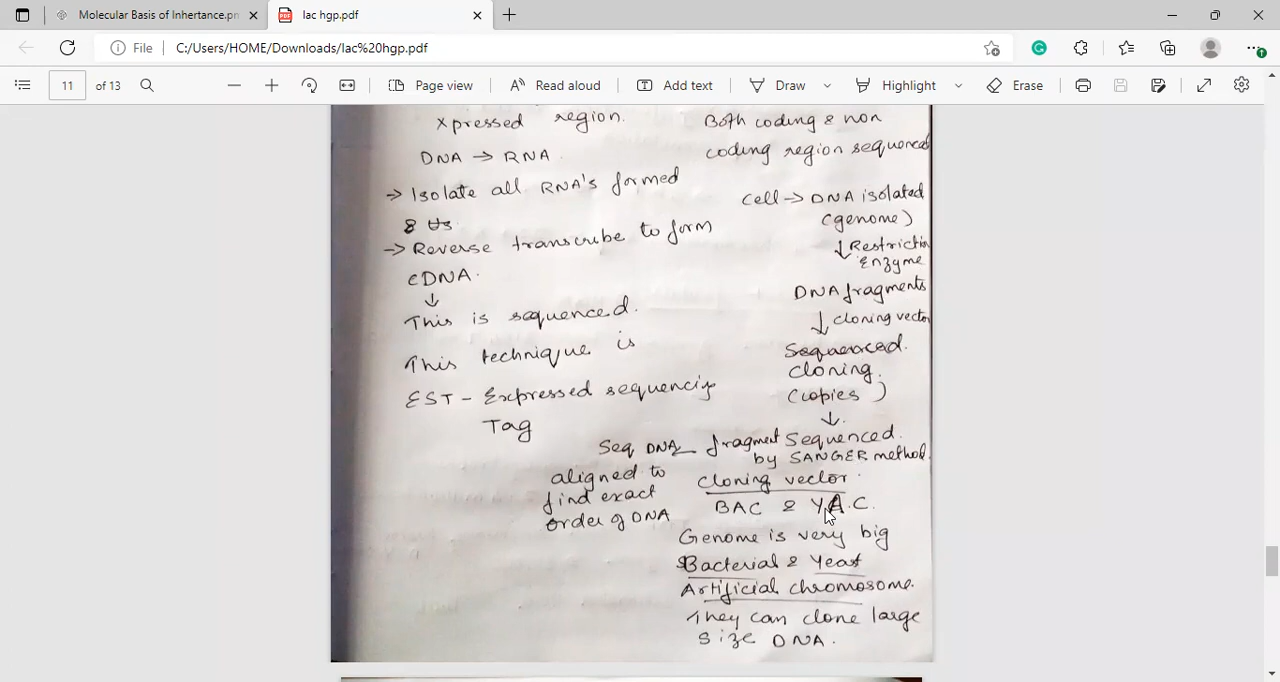 Molecular Basis of Inhertance.pr
lac hgp.pdf
File
C:/Users/HOME/Downloads/lac%20hgp.pdf
11 of 13
Page view
Read aloud
Add text
Draw
Highlight
Erase
xpressed region.
DNA → RNA
→ Isolate all RNA's formed
&
→ Reverse transcribe to form
cDNA.
↓
This is sequenced.
This technique is
EST - Expressed sequencing
Tag
Both coding & non
coding region sequenced
Cell → DNA isolated
(genome)
↓ Restriction
Enzyme
DNA fragments
↓ cloning vector
Sequenced.
cloning.
(copies)
↓
Seq DNA fragment Sequenced.
by SANGER method.
aligned to
find exact
order of DNA
Cloning vector.
BAC & YA.C.
Genome is very big
Bacterial & Yeast
Artificial chromosome.
They can clone large
size DNA.